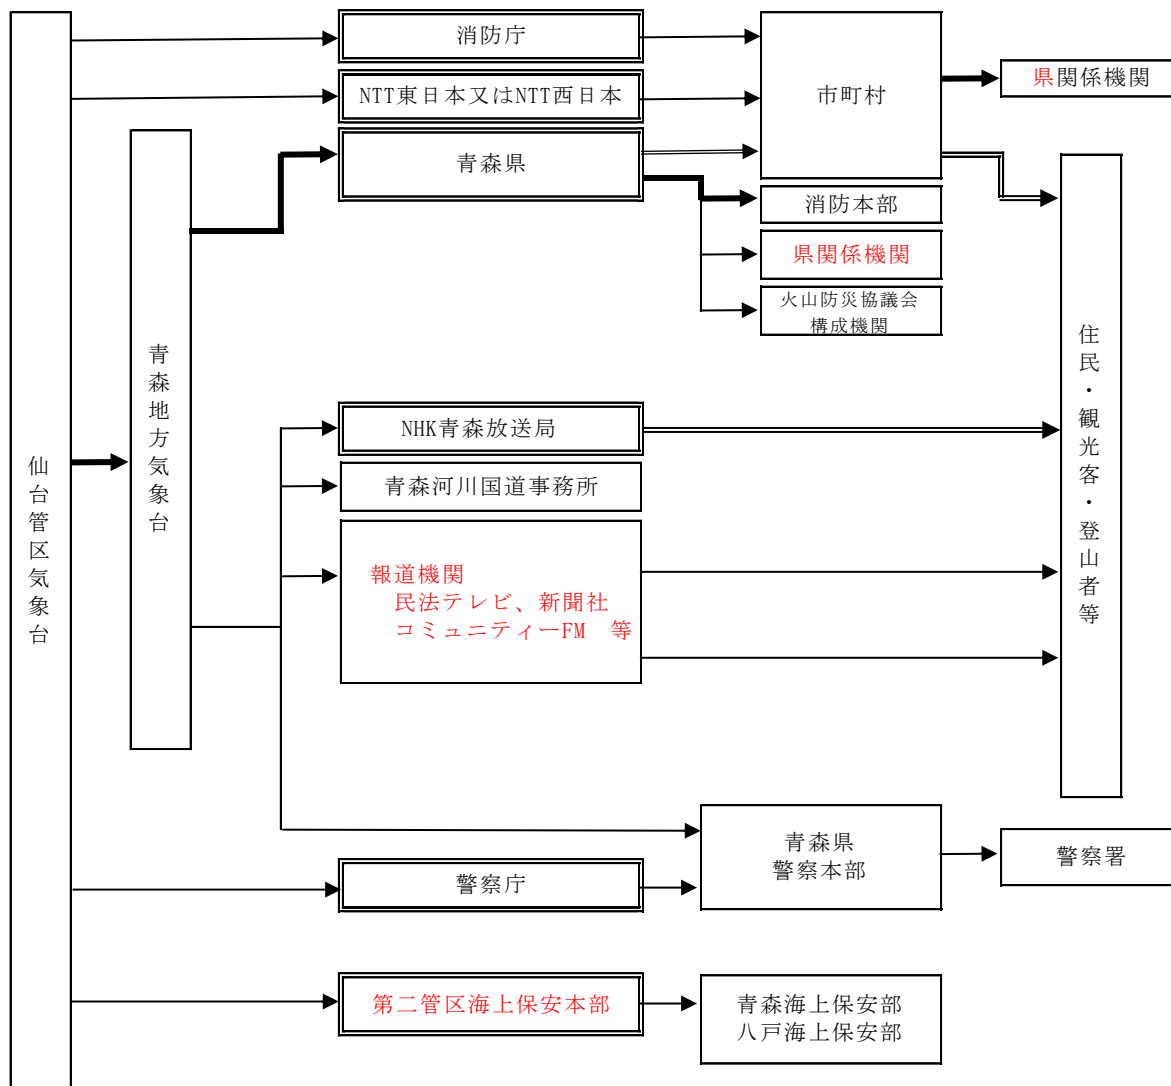 仙台管区気象台
青森地方気象台
消防庁
NTT東日本又はNTT西日本
青森県
市町村
県関係機関
消防本部
県関係機関
火山防災協議会
構成機関
NHK青森放送局
青森河川国道事務所
報道機関
民法テレビ、新聞社
コミュニティーFM　等
住民・観光客・登山者等
青森県
警察本部
警察署
警察庁
第二管区海上保安本部
青森海上保安部
八戸海上保安部